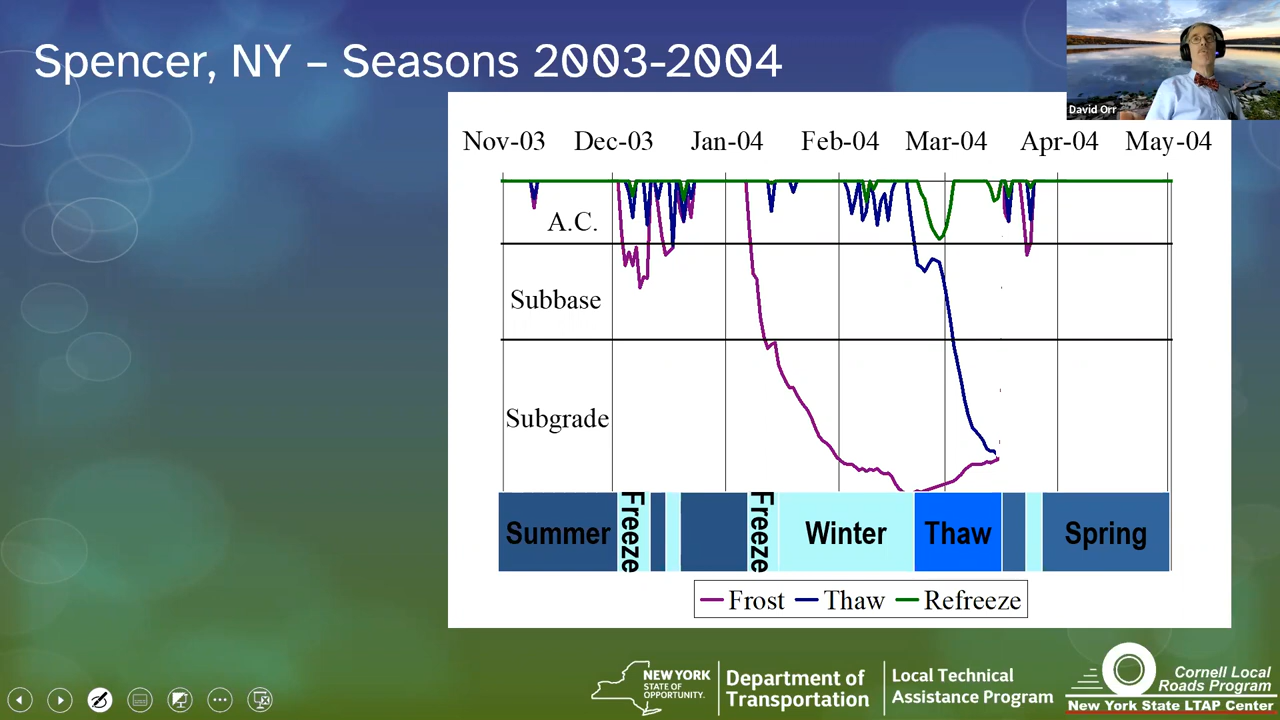 Spencer, NY – Seasons 2003-2004
David Orr
Nov-03 Dec-03 Jan-04 Feb-04 Mar-04 Apr-04 May-04
A.C.
Subbase
Subgrade
Summer Freeze Freeze Winter Thaw Spring
Frost Thaw Refreeze
NEW YORK
STATE OF
OPPORTUNITY.
Department of
Transportation
Local Technical
Assistance Program
Cornell Local
Roads Program
New York State LTAP Center